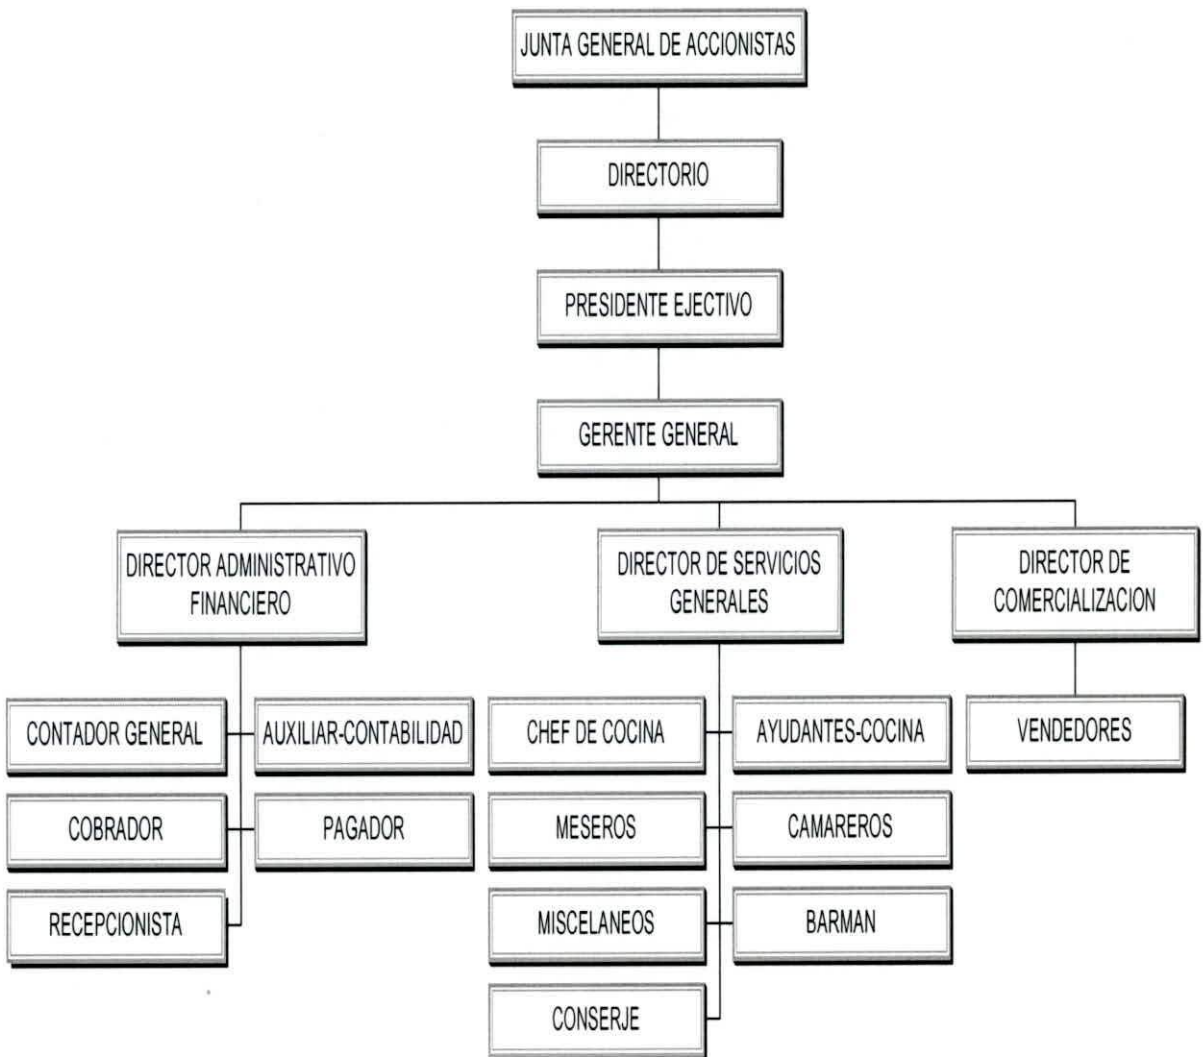 JUNTA GENERAL DE ACCIONISTAS
DIRECTORIO
PRESIDENTE EJECTIVO
GERENTE GENERAL
DIRECTOR ADMINISTRATIVO
FINANCIERO
DIRECTOR DE SERVICIOS
GENERALES
DIRECTOR DE
COMERCIALIZACION
CONTADOR GENERAL
AUXILIAR-CONTABILIDAD
CHEF DE COCINA
AYUDANTES-COCINA
VENDEDORES
COBRADOR
PAGADOR
MESEROS
CAMAREROS
RECEPCIONISTA
MISCELANEOS
BARMAN
CONSERJE